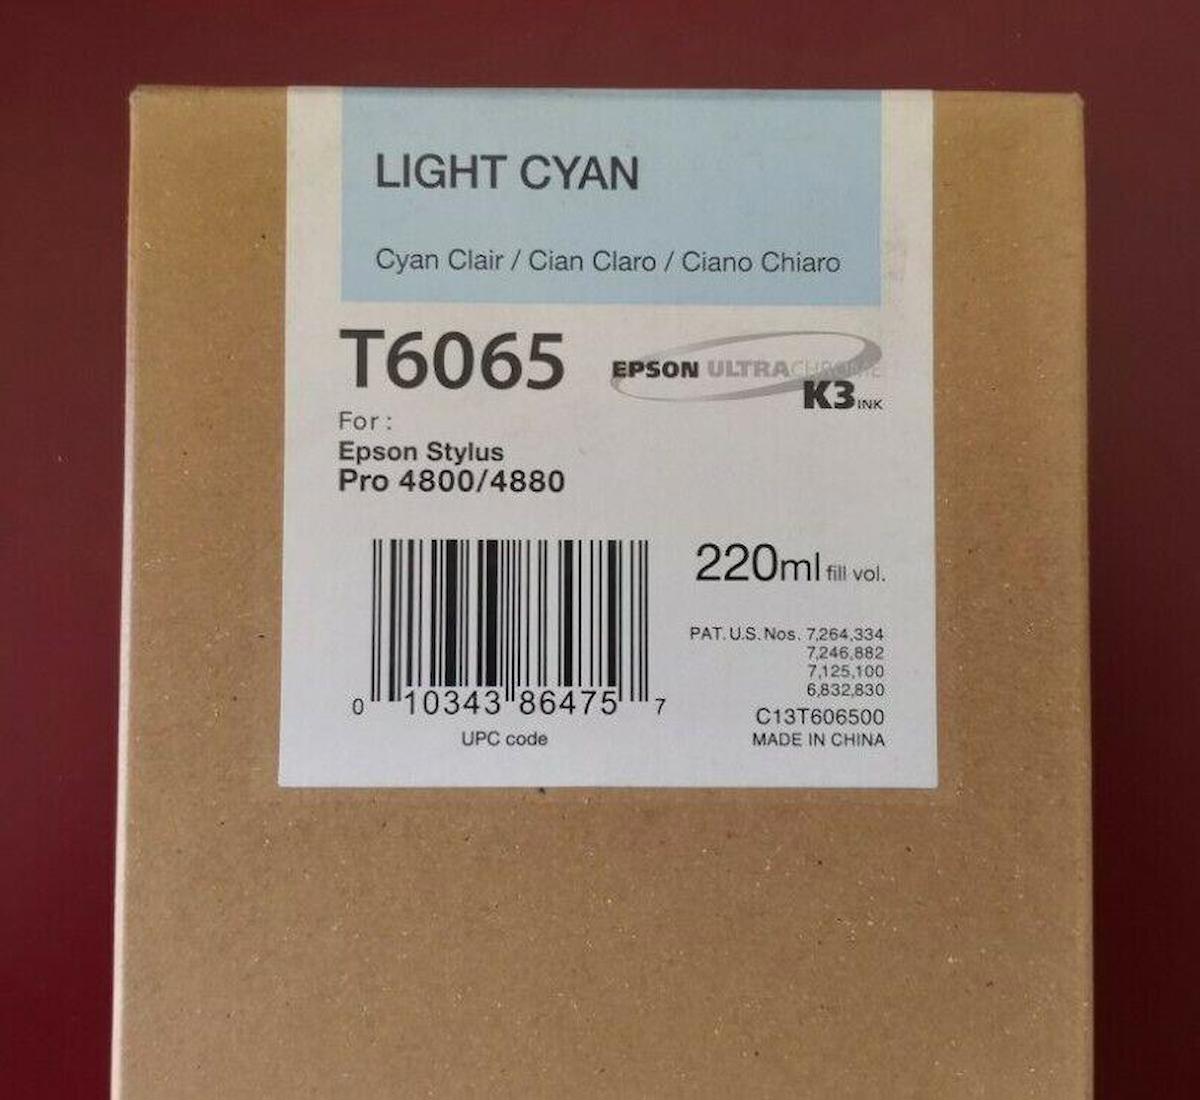 LIGHT CYAN
Cyan Clair / Cian Claro / Ciano Chiaro
T6065
EPSON ULTRACHROME
K3 INK
For :
Epson Stylus
Pro 4800/4880
220ml fill vol.
PAT. U.S. Nos. 7,264,334
7,246,882
7,125,100
6,832,830
C13T606500
MADE IN CHINA
0 10343 86475 7
UPC code